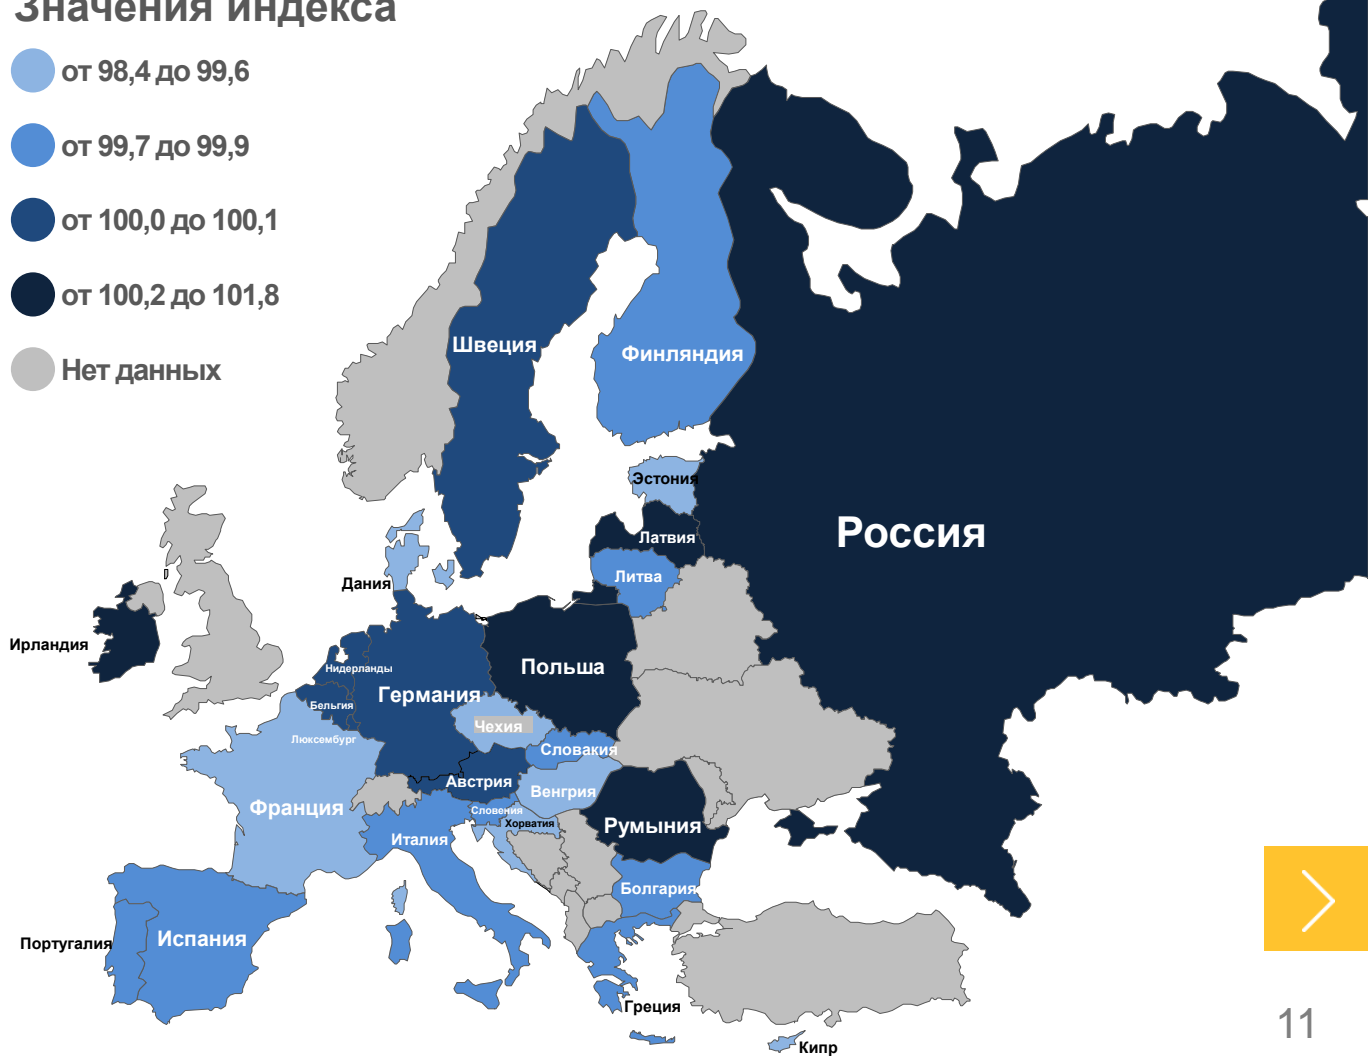 Значения индекса
от 98,4 до 99,6
от 99,7 до 99,9
от 100,0 до 100,1
от 100,2 до 101,8
Нет данных
Швеция
Финляндия
Эстония
Россия
Латвия
Литва
Дания
Ирландия
Нидерланды
Польша
Германия
Бельгия
Чехия
Люксембург
Словакия
Австрия
Венгрия
Франция
Словения
Хорватия
Румыния
Италия
Болгария
Португалия
Испания
Греция
Кипр
11